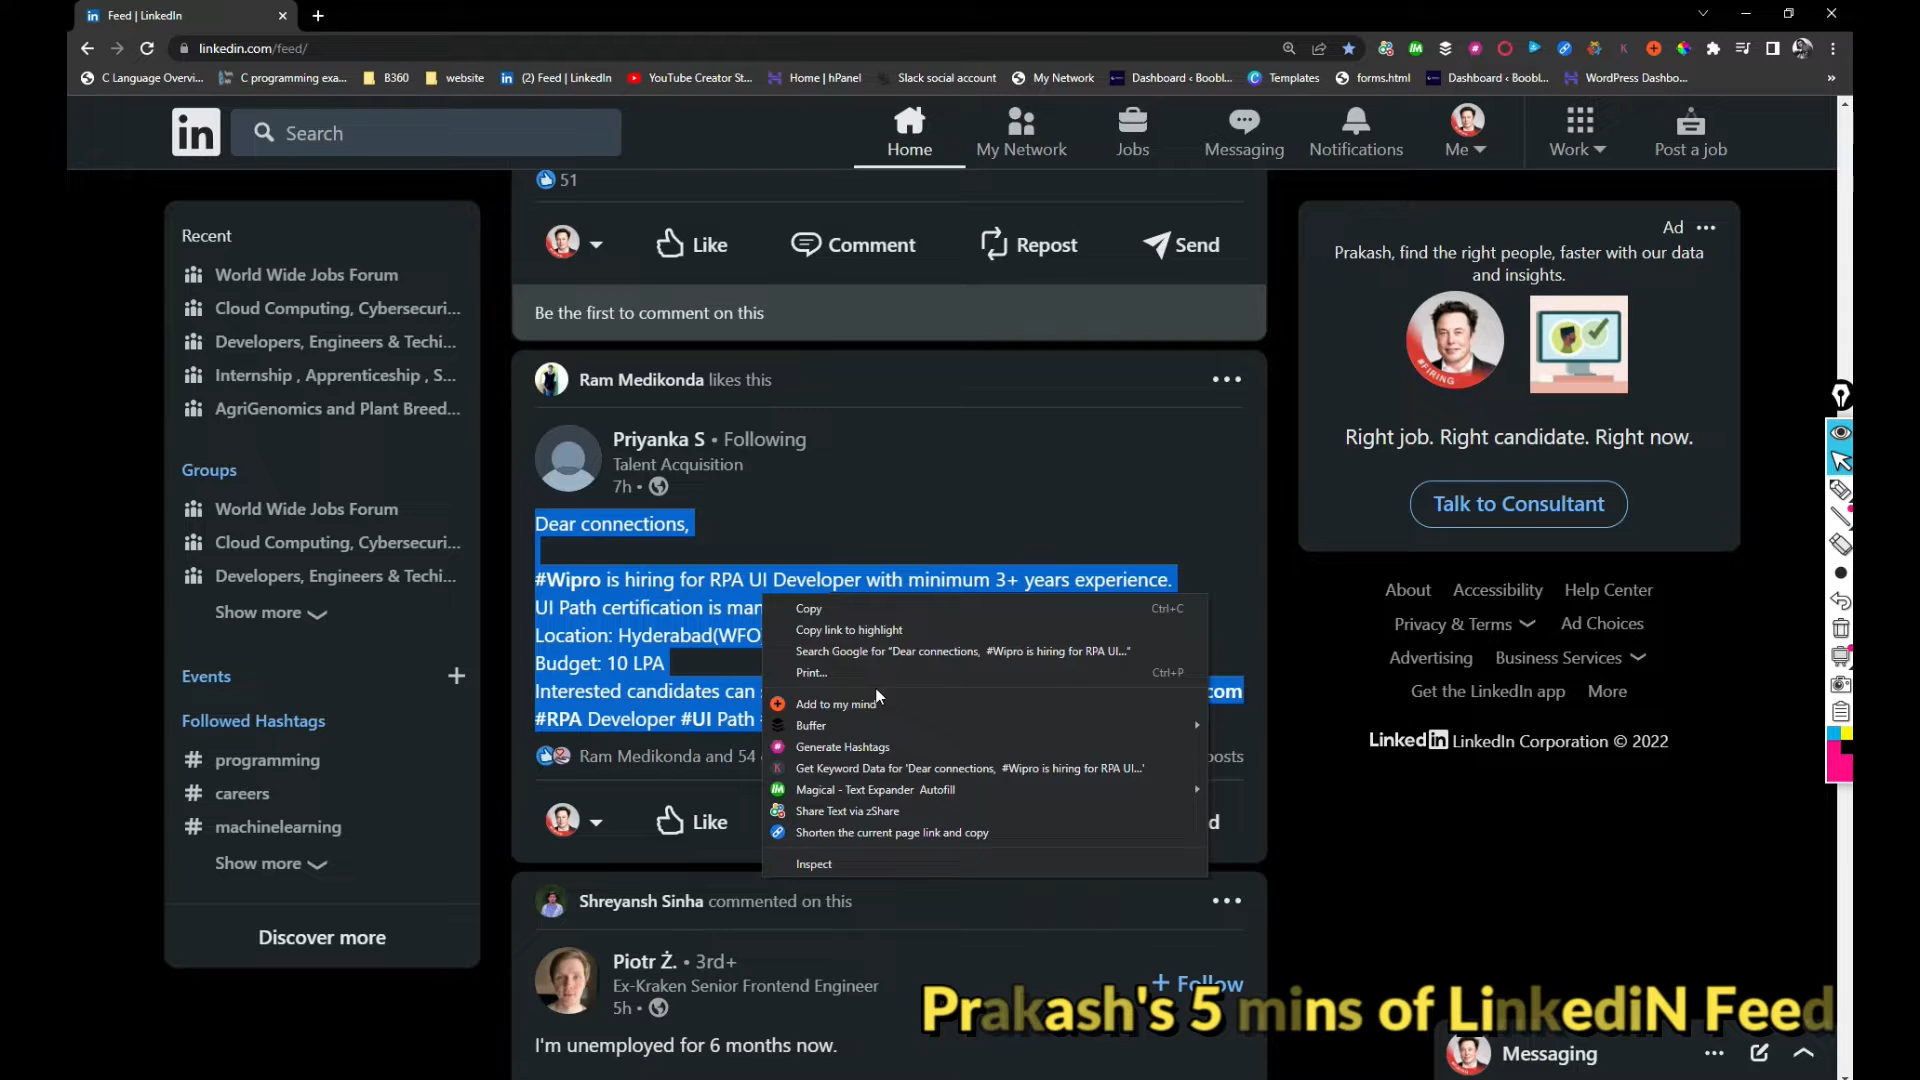 Feed | LinkedIn
linkedin.com/feed/
C Language Overvi...
C programming exa...
B360
website
(2) Feed | LinkedIn
YouTube Creator St...
Home | hPanel
Slack social account
My Network
Dashboard ‹ Boobl...
Templates
forms.html
Dashboard ‹ Boobl...
WordPress Dashbo...
»
in
Search
Home
My Network
Jobs
Messaging
Notifications
Me
Work
Post a job
Recent
World Wide Jobs Forum
Cloud Computing, Cybersecuri...
Developers, Engineers & Techi...
Internship , Apprenticeship , S...
AgriGenomics and Plant Breed...
Groups
World Wide Jobs Forum
Cloud Computing, Cybersecuri...
Developers, Engineers & Techi...
Show more
Events
Followed Hashtags
# programming
# careers
# machinelearning
Show more
Discover more
51
Like
Comment
Repost
Send
Be the first to comment on this
Ram Medikonda likes this
Priyanka S • Following
Talent Acquisition
7h •
Dear connections,
#Wipro is hiring for RPA UI Developer with minimum 3+ years experience.
UI Path certification is
Location: Hyderabad(WFO)
Budget: 10 LPA
Interested candidates can
com
#RPA Developer #UI Path
Ram Medikonda and 54
Like
Copy Ctrl+C
Copy link to highlight
Search Google for “Dear connections, #Wipro is hiring for RPA UI...”
Print... Ctrl+P
Add to my mind
Buffer
Generate Hashtags
Get Keyword Data for 'Dear connections, #Wipro is hiring for RPA UI...'
Magical - Text Expander Autofill
Share Text via zShare
Shorten the current page link and copy
Inspect
Shreyansh Sinha commented on this
Piotr Ż. • 3rd+
Ex-Kraken Senior Frontend Engineer
5h •
+ Follow
I'm unemployed for 6 months now.
Ad
Prakash, find the right people, faster with our data
and insights.
#FIRING
Right job. Right candidate. Right now.
Talk to Consultant
About Accessibility Help Center
Privacy & Terms Ad Choices
Advertising Business Services
Get the LinkedIn app More
LinkedIn LinkedIn Corporation © 2022
Prakash's 5 mins of LinkediN Feed
Messaging